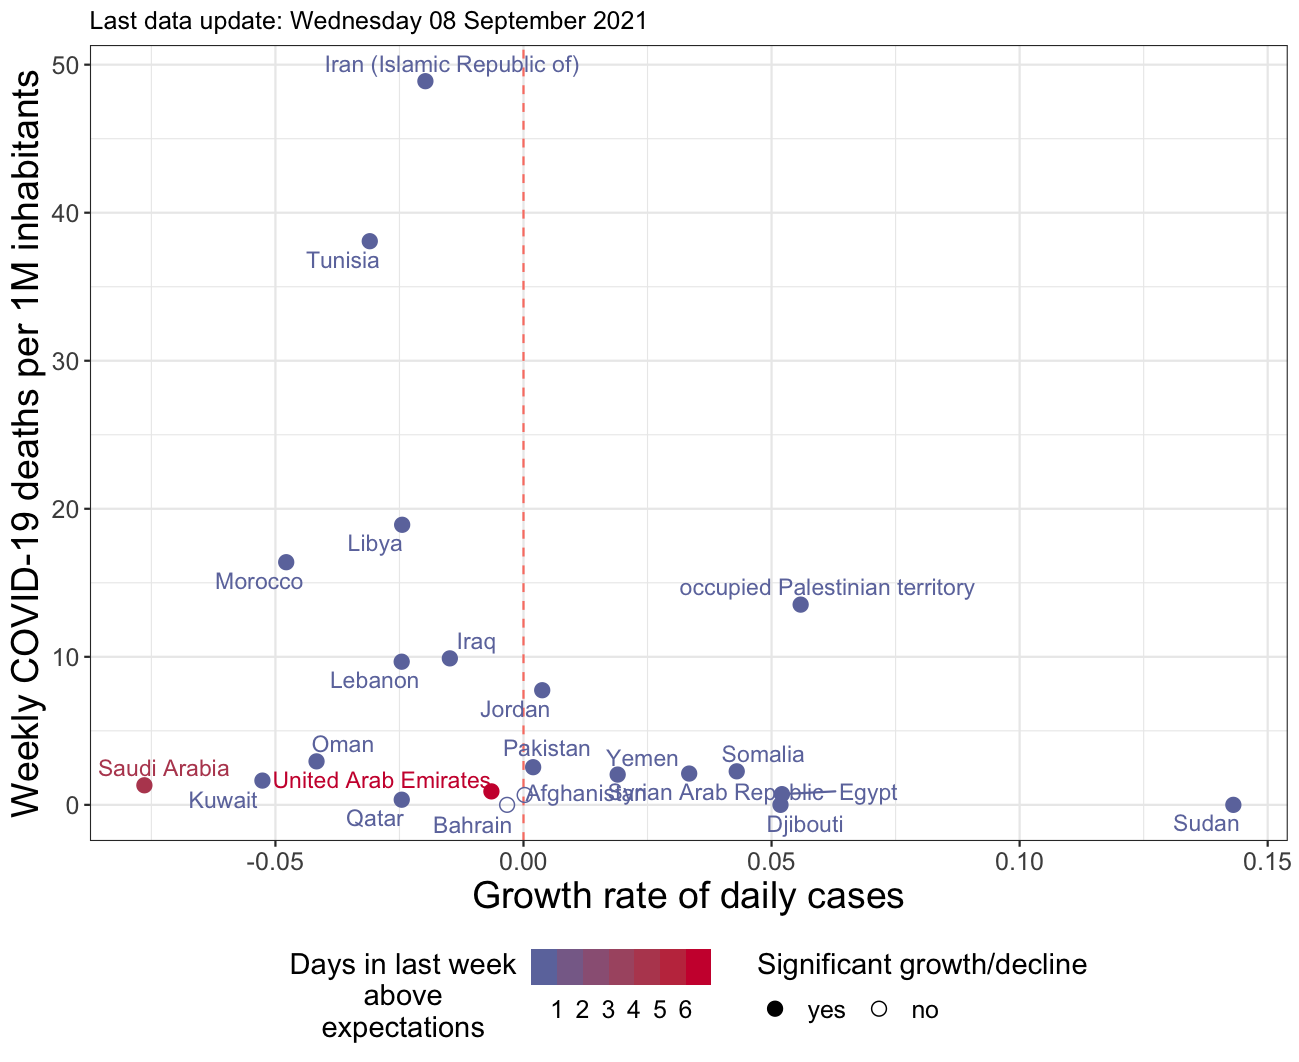 Last data update: Wednesday 08 September 2021
Weekly COVID-19 deaths per 1M inhabitants
50
40
30
20
10
0
Iran (Islamic Republic of)
Tunisia
Libya
Morocco
occupied Palestinian territory
Iraq
Lebanon
Jordan
Oman
Pakistan
Yemen
Somalia
Saudi Arabia
United Arab Emirates
Afghanistan
Syrian Arab Republic
Egypt
Kuwait
Qatar
Bahrain
Djibouti
Sudan
-0.05 0.00 0.05 0.10 0.15
Growth rate of daily cases
Days in last week
above
expectations
1 2 3 4 5 6
Significant growth/decline
yes no